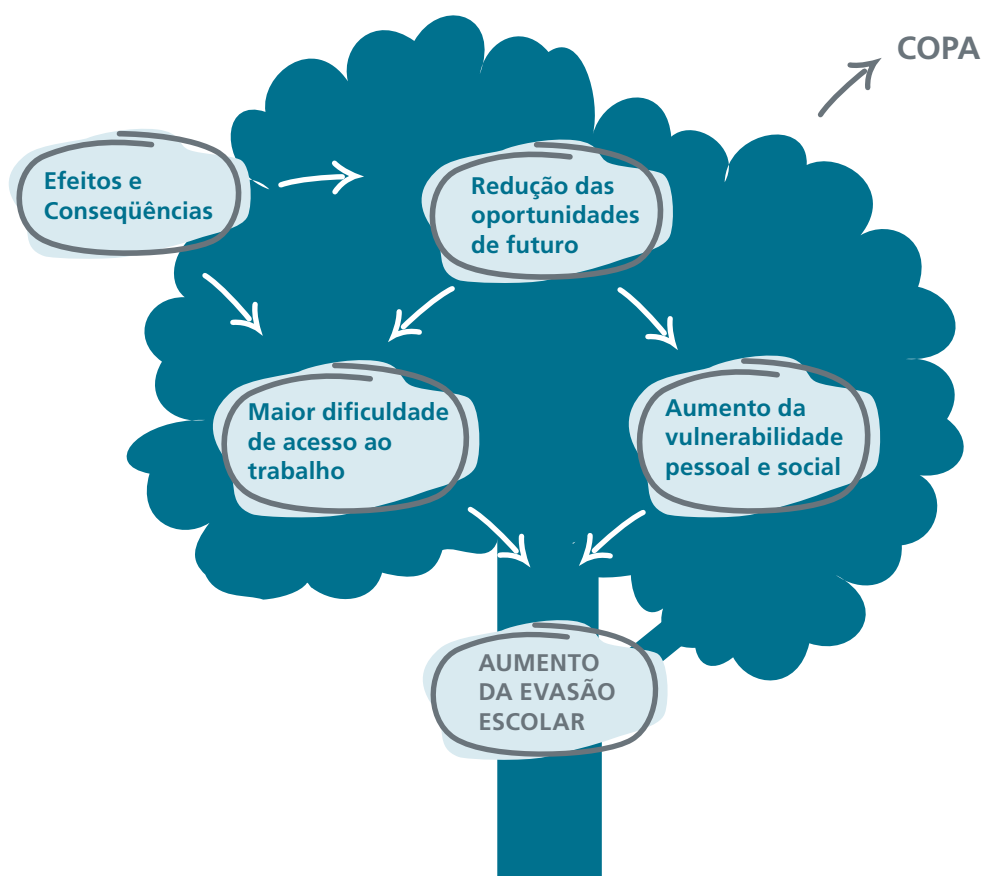 COPA
Efeitos e
Conseqüências
Redução das
oportunidades
de futuro
Maior dificuldade
de acesso ao
trabalho
Aumento da
vulnerabilidade
pessoal e social
AUMENTO
DA EVASÃO
ESCOLAR